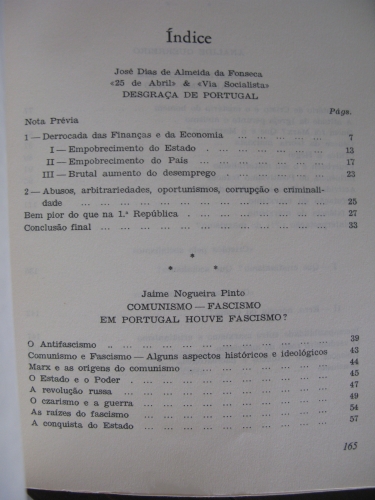 Índice
José Dias de Almeida da Fonseca
«25 de Abril» & «Via Socialista»
DESGRAÇA DE PORTUGAL
Págs.
Nota Prévia
1 — Derrocada das Finanças e da Economia ... ... ... ... ... 7
I — Empobrecimento do Estado ... ... ... ... ... ... 13
II — Empobrecimento do País ... ... ... ... ... ... 17
III — Brutal aumento do desemprego ... ... ... ... ... 23
2 — Abusos, arbitrariedades, oportunismos, corrupção e criminali-
dade ... ... ... ... ... ... ... ... ... ... ... ... 25
Bem pior do que na 1.ª República ... ... ... ... ... ... ... 27
Conclusão final ... ... ... ... ... ... ... ... ... ... ... 33
*
* *
Jaime Nogueira Pinto
COMUNISMO — FASCISMO
EM PORTUGAL HOUVE FASCISMO?
O Antifascismo ... ... ... ... ... ... ... ... ... ... 39
Comunismo e Fascismo — Alguns aspectos históricos e ideológicos 43
Marx e as origens do comunismo ... ... ... ... ... ... ... 44
O Estado e o Poder ... ... ... ... ... ... ... ... ... 45
A revolução russa ... ... ... ... ... ... ... ... ... 47
O czarismo e a guerra ... ... ... ... ... ... ... ... 49
As raízes do fascismo ... ... ... ... ... ... ... ... 54
A conquista do Estado ... ... ... ... ... ... ... ... 57
165